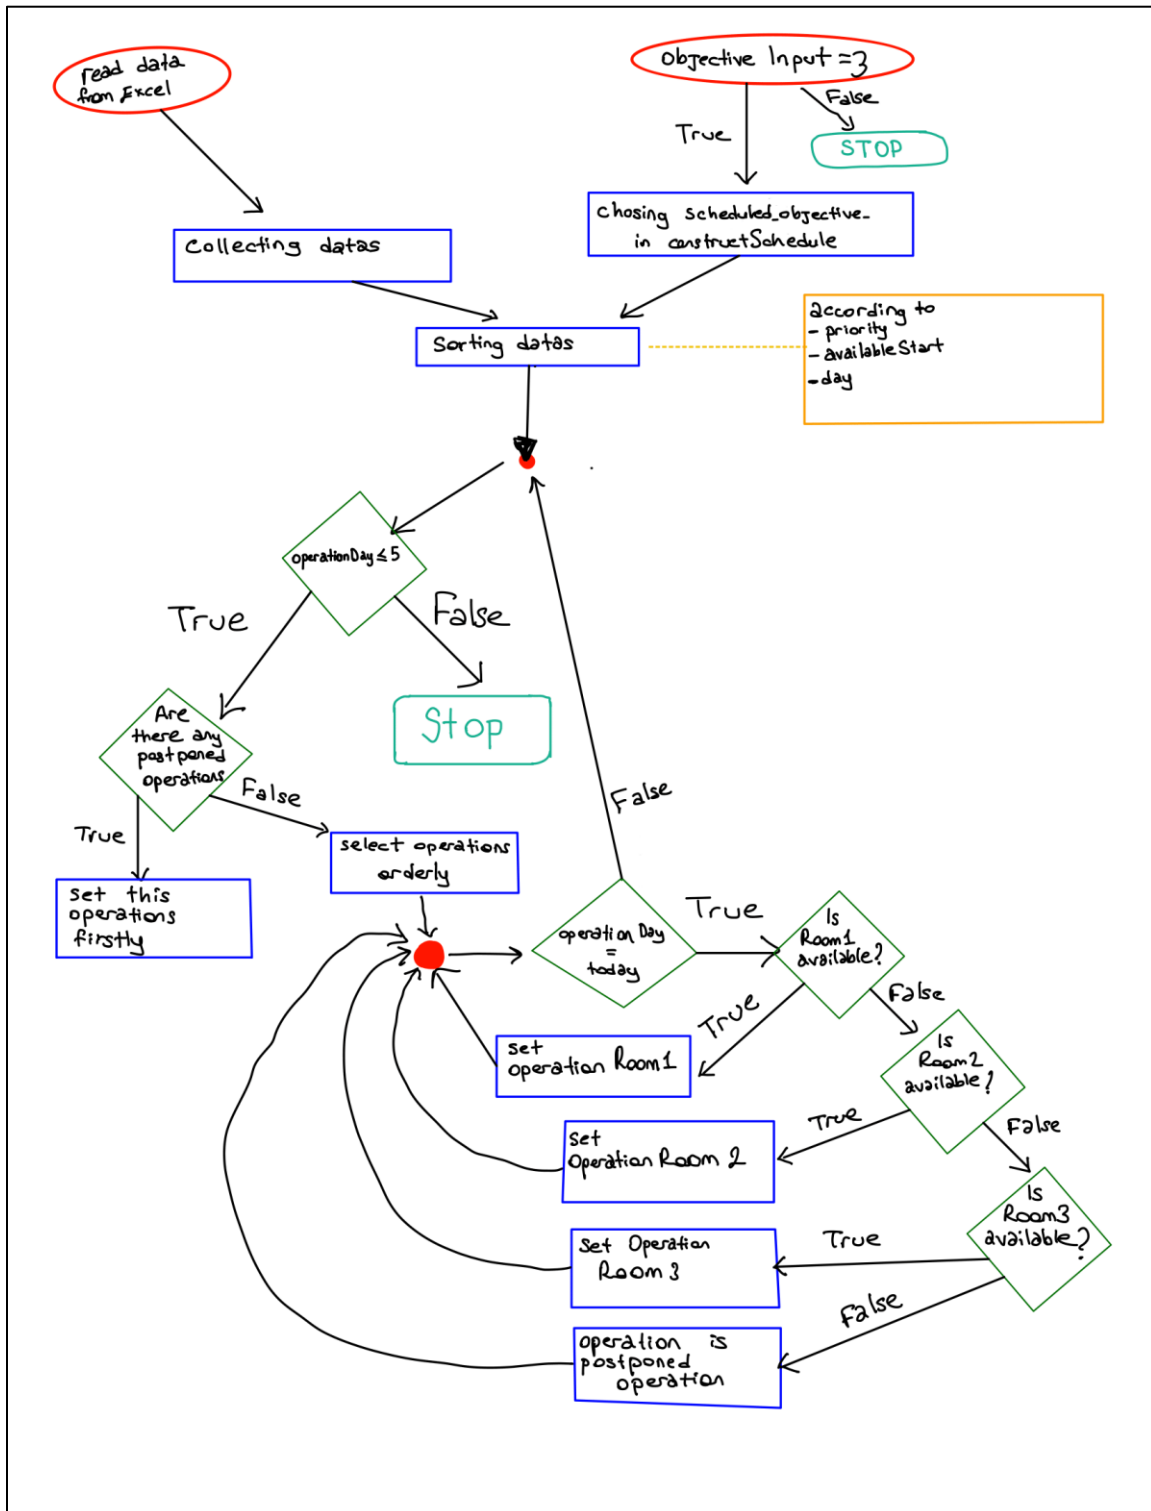 read data
from Excel
Objective Input =3
False
True
STOP
chosing scheduled_objective_
in constructSchedule
Collecting datas
according to
- priority
- availableStart
- day
Sorting datas
operationDay ≤ 5
True
False
Stop
Are
there any
postponed
operations
False
True
select operations
orderly
set this
operations
firstly
False
operation Day
=
today
True
Is
Room1
available?
True
False
set
operation Room1
Is
Room2
available?
True
False
set
Operation Room 2
Is
Room3
available?
True
set Operation
Room 3
False
operation is
postponed
operation